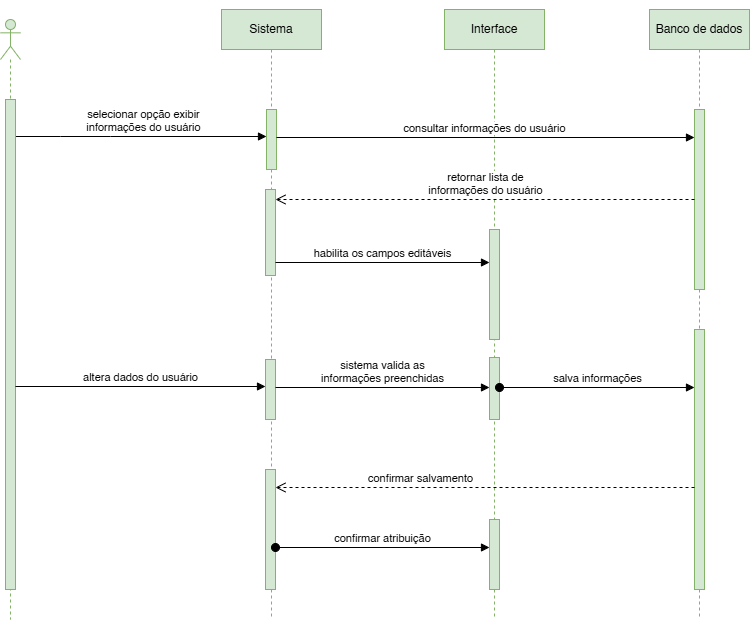 Sistema
Interface
Banco de dados
selecionar opção exibir
informações do usuário
consultar informações do usuário
retornar lista de
informações do usuário
habilita os campos editáveis
altera dados do usuário
sistema valida as
informações preenchidas
salva informações
confirmar salvamento
confirmar atribuição